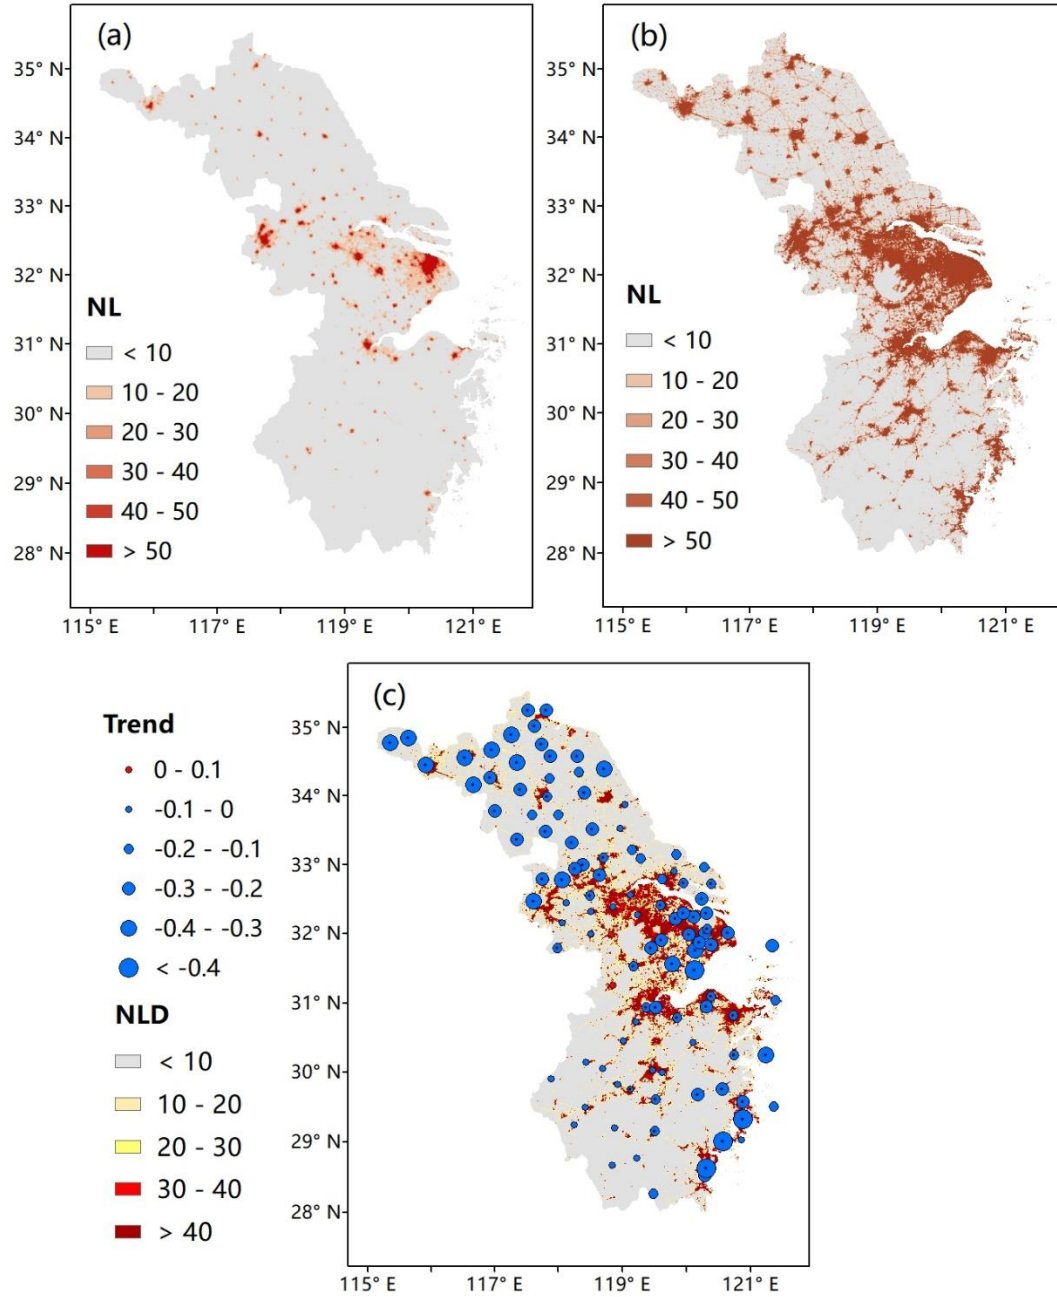 (a)
35° N
34° N
33° N
32° N
31° N
30° N
29° N
28° N
NL
< 10
10 - 20
20 - 30
30 - 40
40 - 50
> 50
115° E
117° E
119° E
121° E
(b)
35° N
34° N
33° N
32° N
31° N
30° N
29° N
28° N
NL
< 10
10 - 20
20 - 30
30 - 40
40 - 50
> 50
115° E
117° E
119° E
121° E
Trend
0 - 0.1
-0.1 - 0
-0.2 - -0.1
-0.3 - -0.2
-0.4 - -0.3
< -0.4
NLD
< 10
10 - 20
20 - 30
30 - 40
> 40
(c)
35° N
34° N
33° N
32° N
31° N
30° N
29° N
28° N
115° E
117° E
119° E
121° E